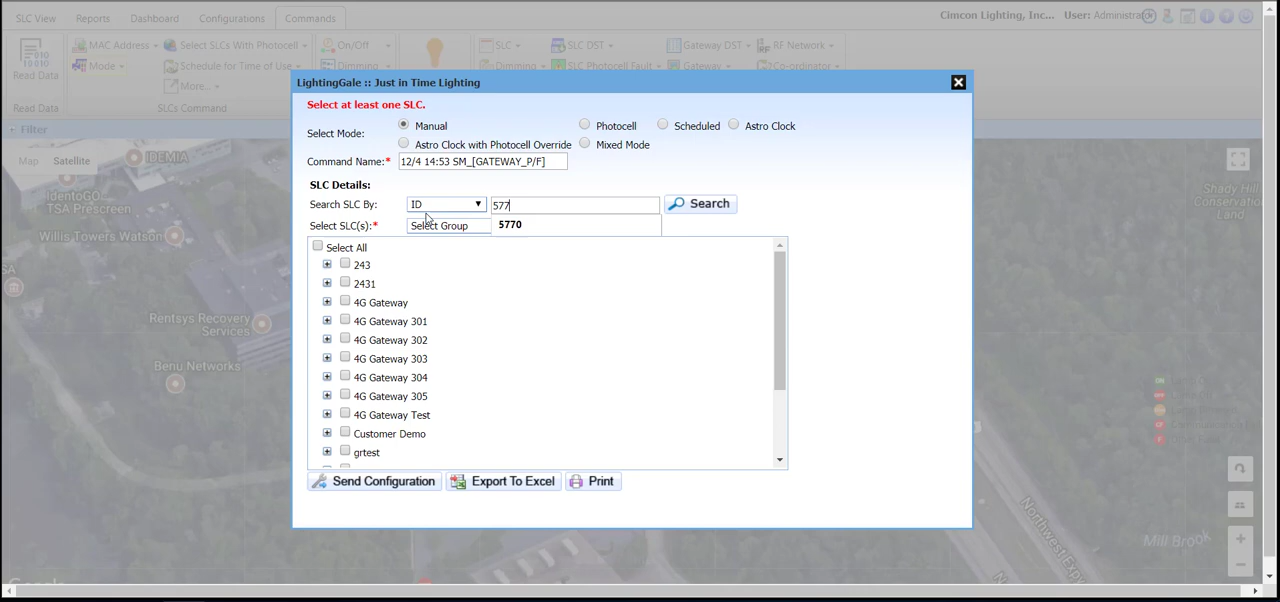 SLC View Reports Dashboard Configurations Commands
Cimcon Lighting, Inc... User: Administra
MAC Address Select SLCs With Photocell On/Off SLC SLC DST Gateway DST RF Network
Read Data Mode Schedule for Time of Use Dimming Dimming SLC Photocell Fault Gateway Co-ordinator
More...
Read Data SLCs Command
Filter
Map Satellite
IDEMIA
IdentoGO
TSA Prescreen
Willis Towers Watson
Rentsys Recovery
Services
Benu Networks
Shady Hill
Conservation
Land
Northwest Expy
Mill Brook
Google
LightingGale :: Just in Time Lighting
Select at least one SLC.
Select Mode:
Manual Photocell Scheduled Astro Clock
Astro Clock with Photocell Override Mixed Mode
Command Name:* 12/4 14:53 SM_[GATEWAY_P/F]
SLC Details:
Search SLC By: ID 577 Search
Select SLC(s):* Select Group 5770
Select All
243
2431
4G Gateway
4G Gateway 301
4G Gateway 302
4G Gateway 303
4G Gateway 304
4G Gateway 305
4G Gateway Test
Customer Demo
grtest
Send Configuration Export To Excel Print